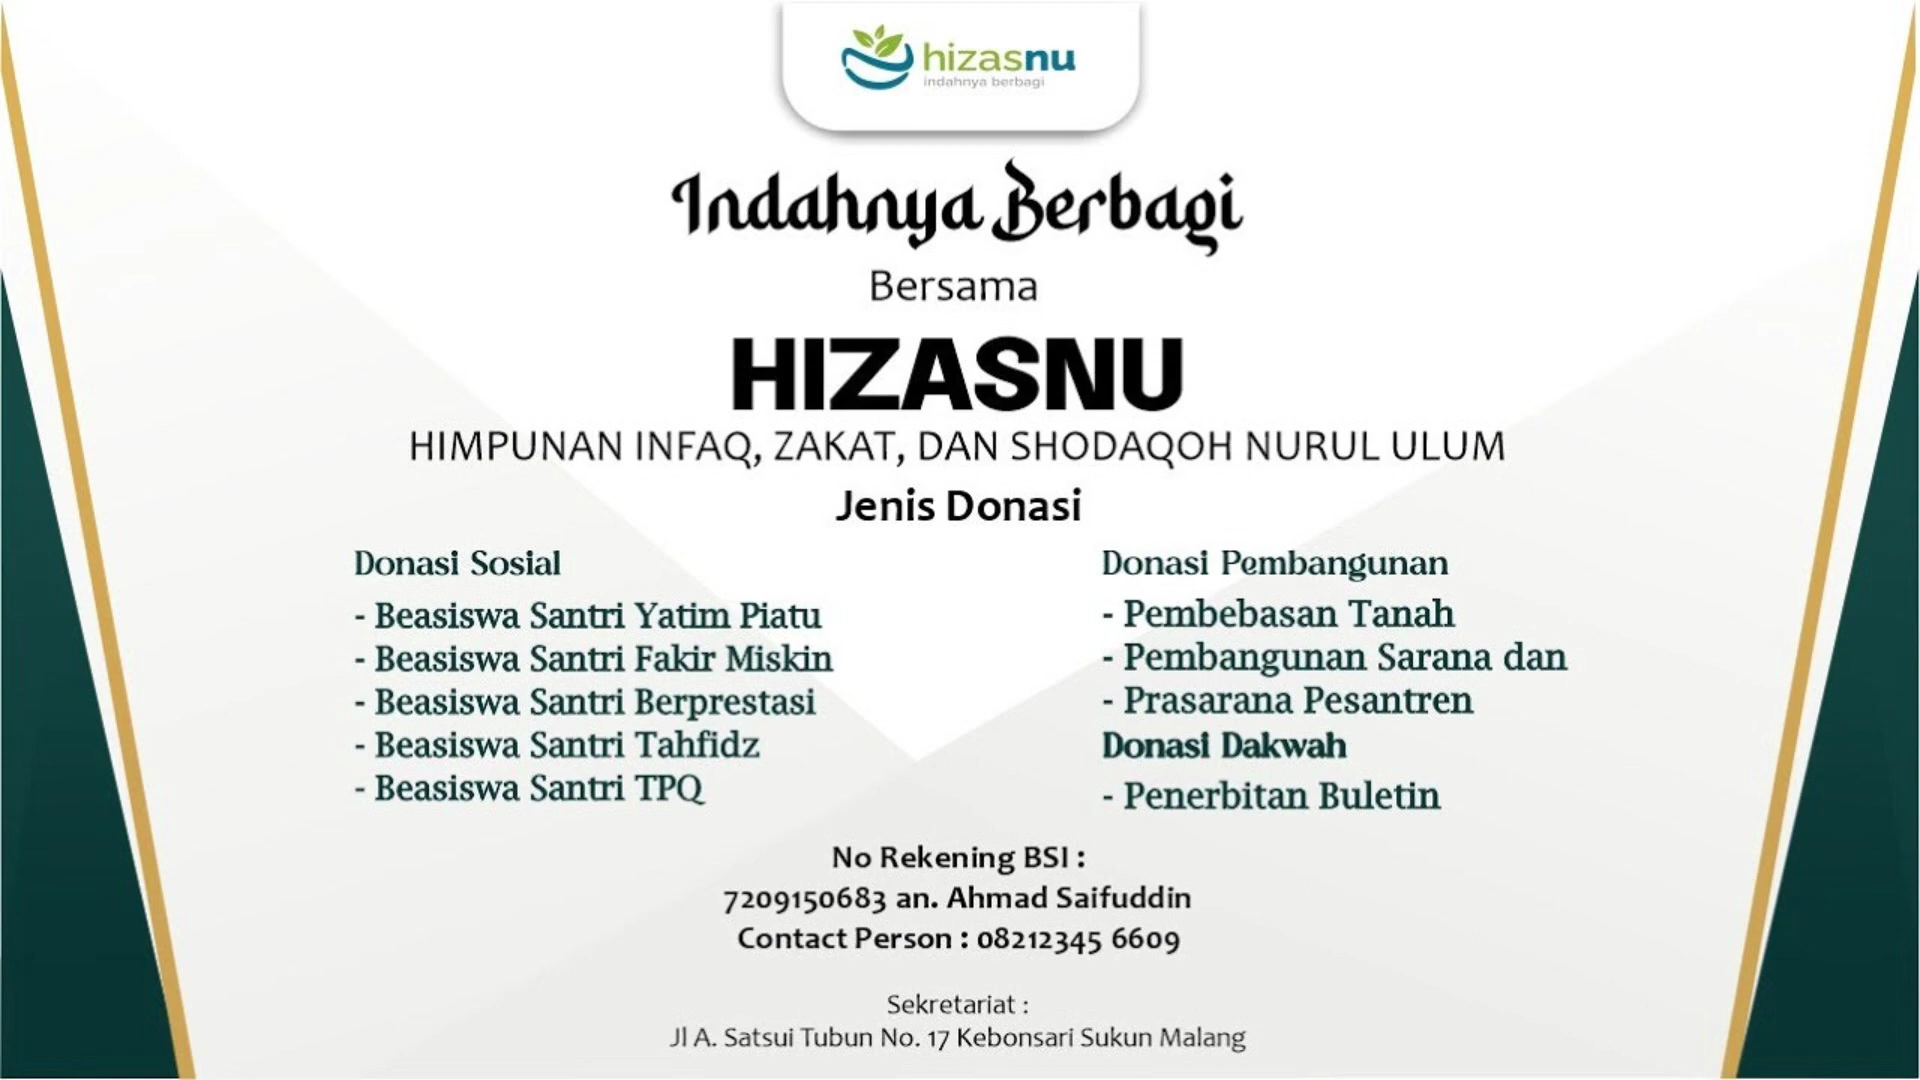 hizasnu
indahnya berbagi
Indahnya Berbagi
Bersama
HIZASNU
HIMPUNAN INFAQ, ZAKAT, DAN SHODAQOH NURUL ULUM
Jenis Donasi
Donasi Sosial
- Beasiswa Santri Yatim Piatu
- Beasiswa Santri Fakir Miskin
- Beasiswa Santri Berprestasi
- Beasiswa Santri Tahfidz
- Beasiswa Santri TPQ
Donasi Pembangunan
- Pembebasan Tanah
- Pembangunan Sarana dan
- Prasarana Pesantren
Donasi Dakwah
- Penerbitan Buletin
No Rekening BSI :
7209150683 an. Ahmad Saifuddin
Contact Person : 08212345 6609
Sekretariat :
Jl A. Satsui Tubun No. 17 Kebonsari Sukun Malang